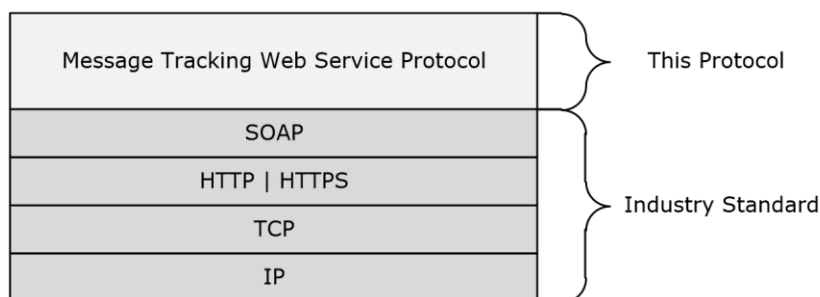 Message Tracking Web Service Protocol
This Protocol
SOAP
HTTP | HTTPS
TCP
IP
Industry Standard